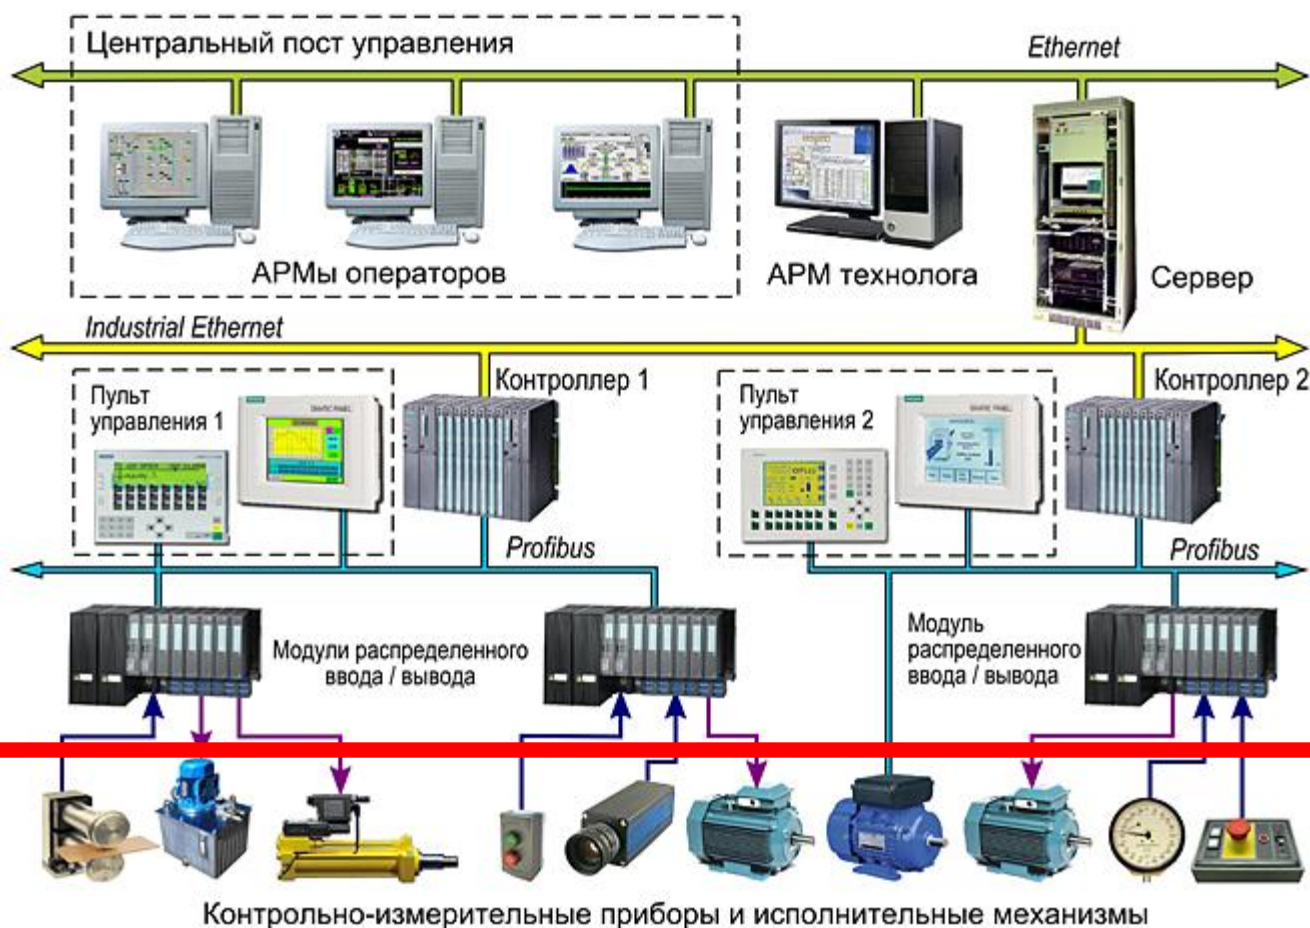 Центральный пост управления
Ethernet
АРМы операторов
АРМ технолога
Сервер
Industrial Ethernet
Пульт
управления 1
Контроллер 1
Пульт
управления 2
Контроллер 2
Profibus
Profibus
Модули распределенного
ввода / вывода
Модуль
распределенного
ввода / вывода
Контрольно-измерительные приборы и исполнительные механизмы